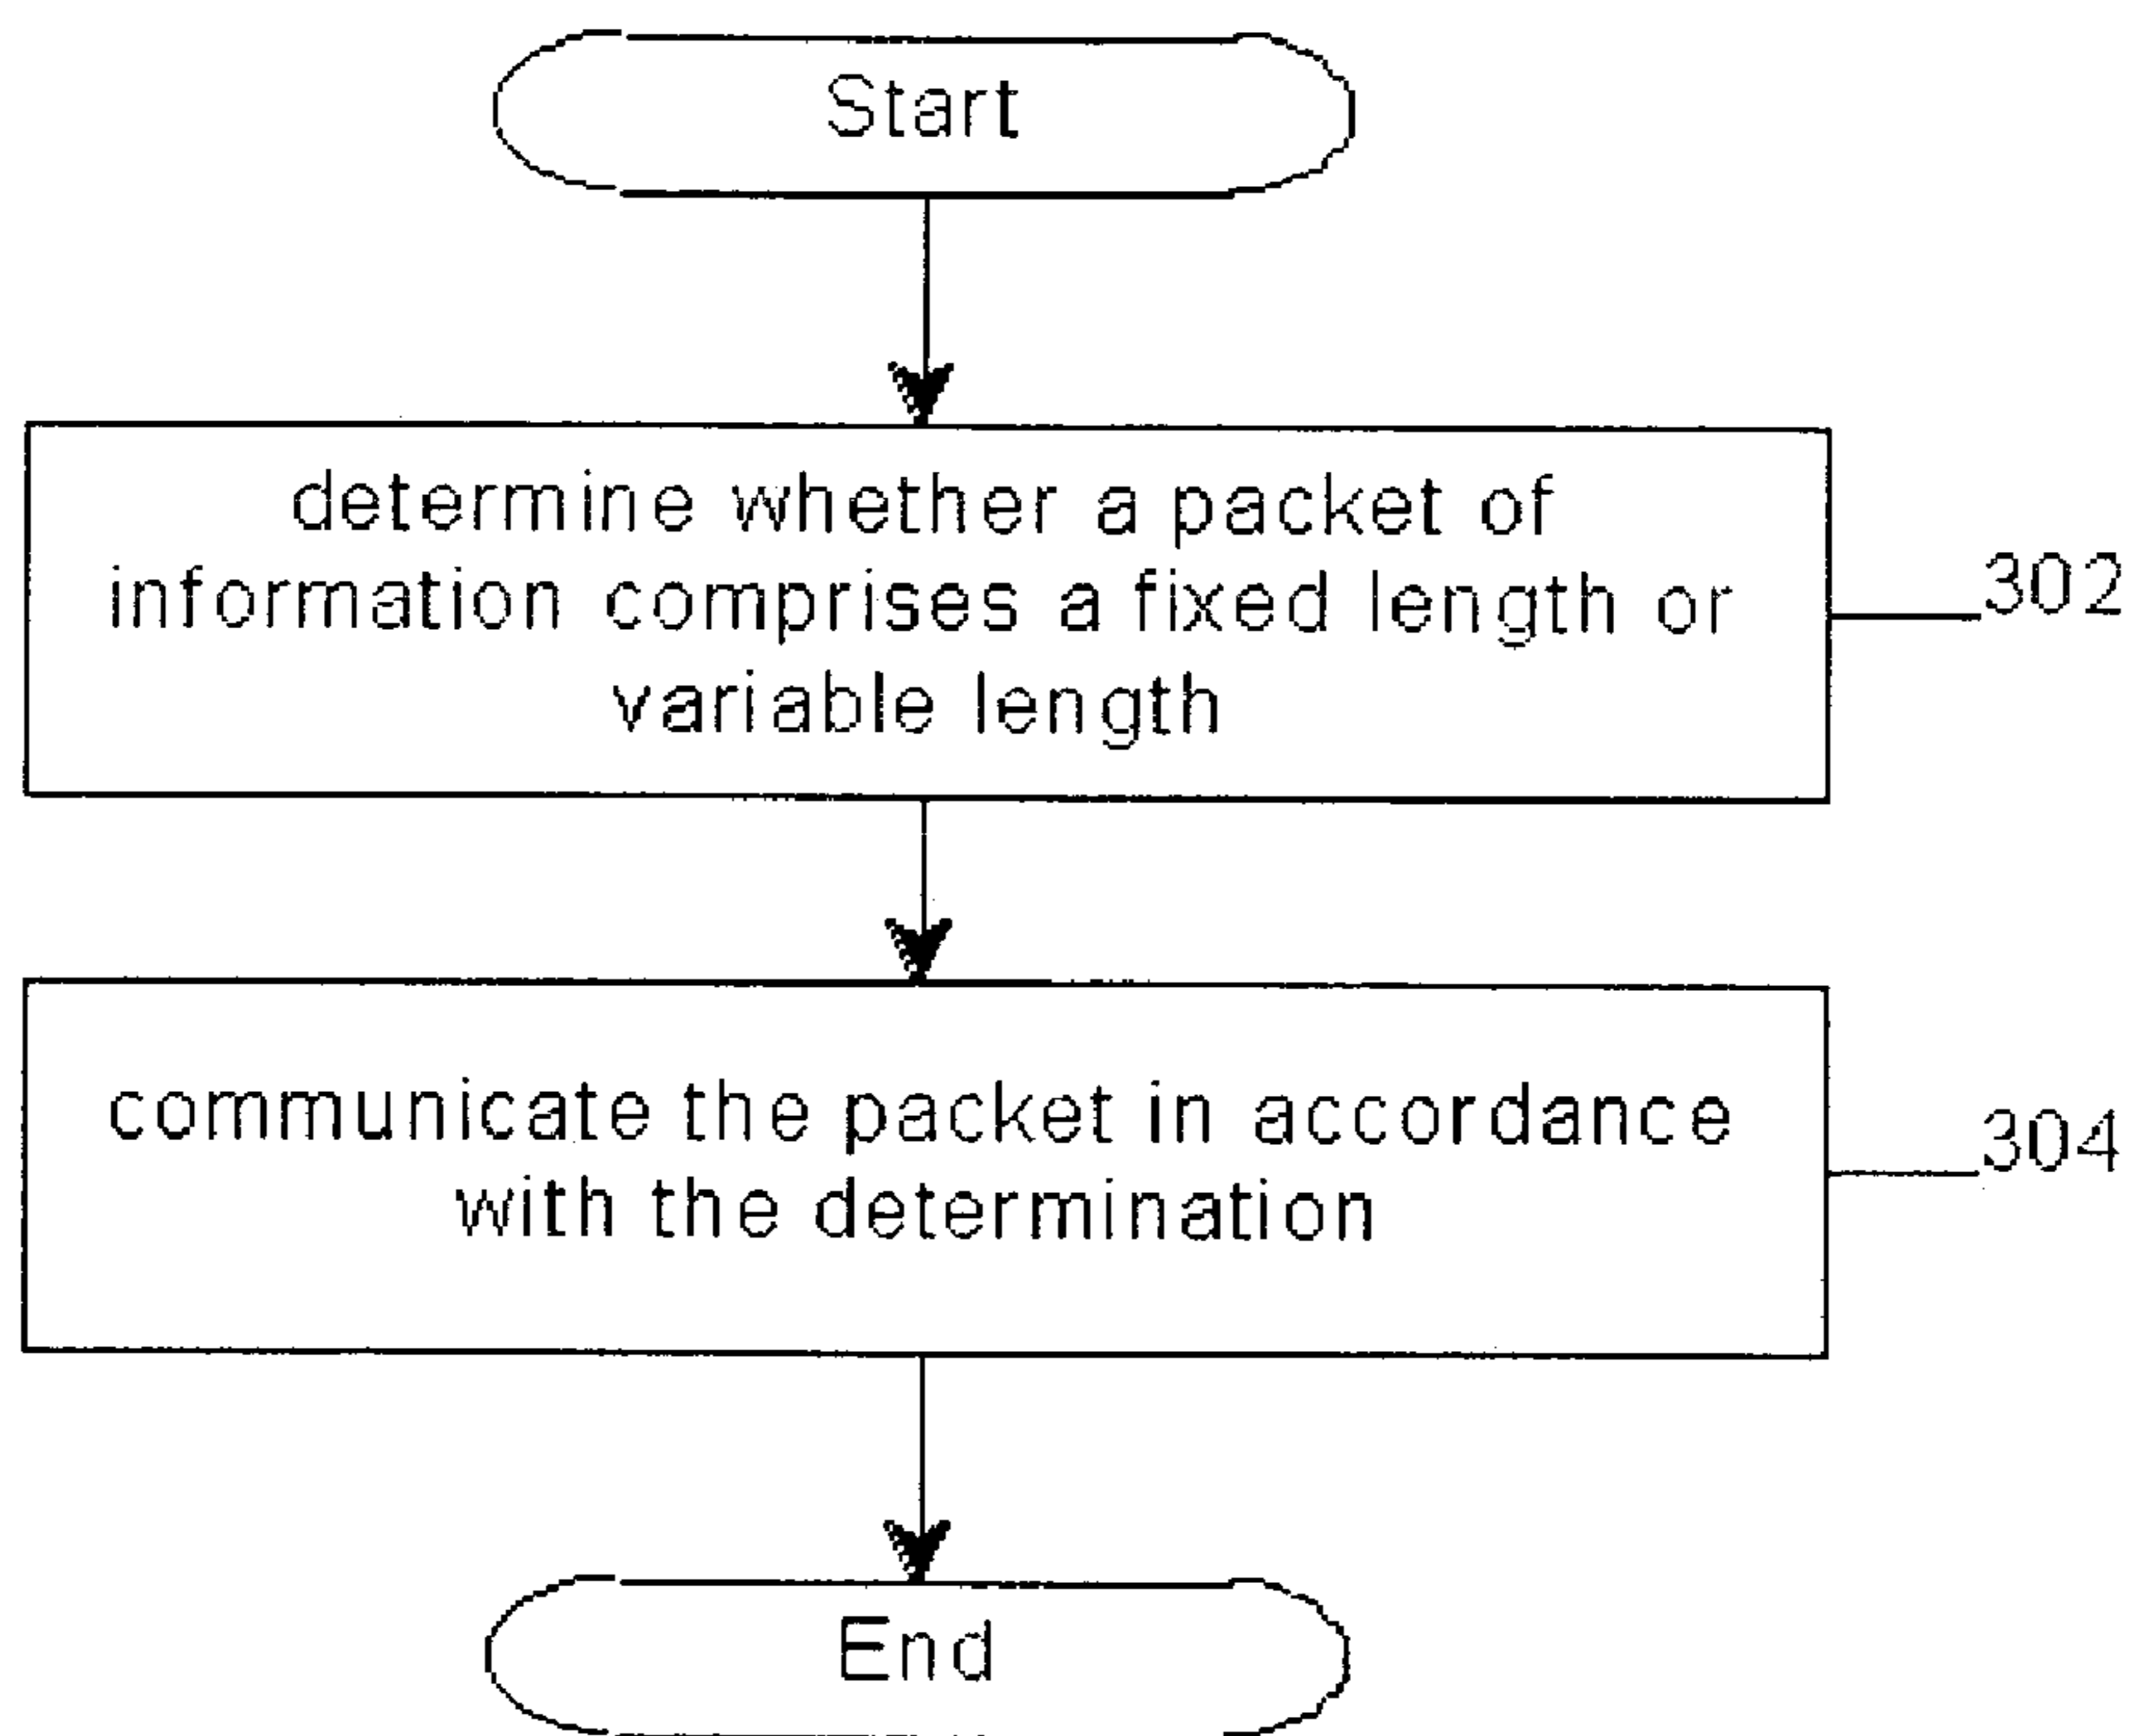 Start
determine whether a packet of
information comprises a fixed length or
variable length
302
communicate the packet in accordance
with the determination
304
End